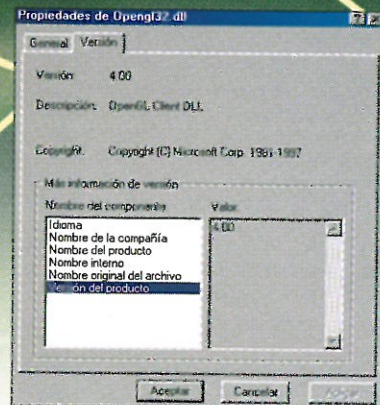 Propiedades de Opengl32.dll
General Versión
Versión: 4.00
Descripción: OpenGL Client DLL
Copyright: Copyright (C) Microsoft Corp. 1981-1997
Más información de versión
Nombre del componente Valor
Idioma
Nombre de la compañía
Nombre del producto
Nombre interno
Nombre original del archivo
Versión del producto
4.00
Aceptar Cancelar